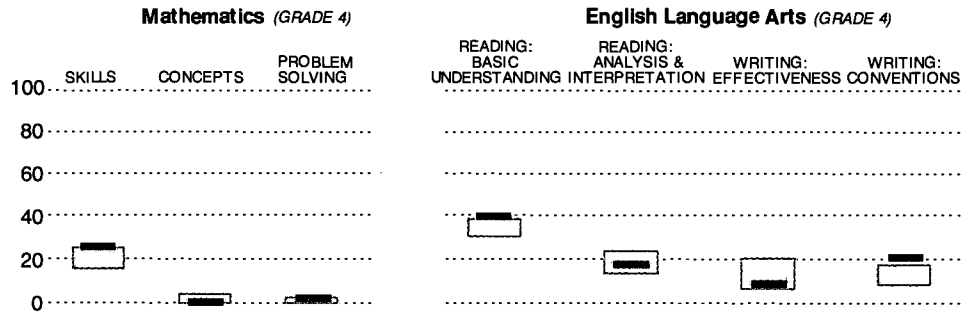 Mathematics (GRADE 4)
English Language Arts (GRADE 4)
SKILLS
CONCEPTS
PROBLEM
SOLVING
READING:
BASIC
UNDERSTANDING
READING:
ANALYSIS &
INTERPRETATION
WRITING:
EFFECTIVENESS
WRITING:
CONVENTIONS
100
80
60
40
20
0